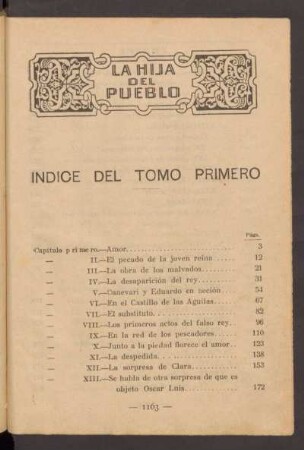 LA HIJA
DEL
PUEBLO
INDICE DEL TOMO PRIMERO
Págs.
Capítulo primero.—Amor. 3
— II.—El pecado de la joven reina 12
— III.—La obra de los malvados. 21
— IV.—La desaparición del rey. 31
— V.—Canevari y Eduardo en acción 54
— VI.—En el Castillo de las Aguilas 67
— VII.—El substituto. 82
— VIII.—Los primeros actos del falso rey. 96
— IX.—En la red de los pescadores. 110
— X.—Junto a la piedad florece el amor 123
— XI.—La despedida. 138
— XII.—La sorpresa de Clara. 153
— XIII.—Se habla de otra sorpresa de que es
objeto Oscar Luis 172
— 1163 —